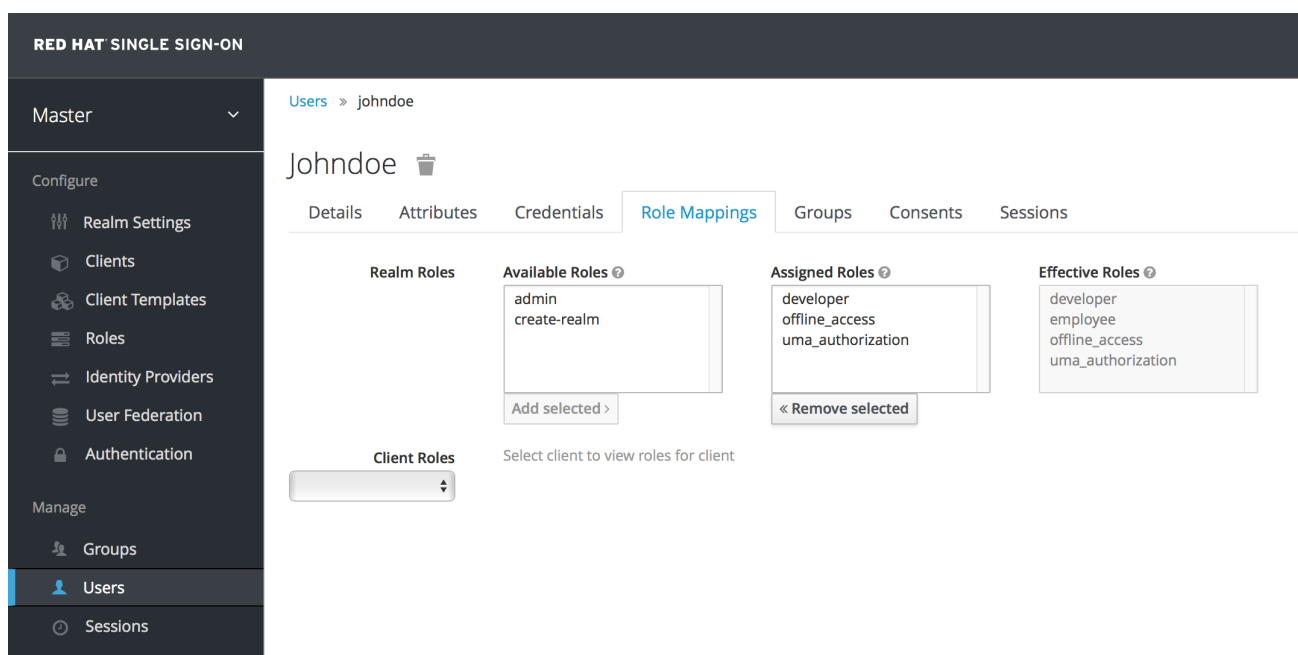 RED HAT SINGLE SIGN-ON
Master
Configure
Realm Settings
Clients
Client Templates
Roles
Identity Providers
User Federation
Authentication
Manage
Groups
Users
Sessions
Users » johndoe
Johndoe
Details Attributes Credentials Role Mappings Groups Consents Sessions
Realm Roles
Available Roles
admin
create-realm
Add selected >
Assigned Roles
developer
offline_access
uma_authorization
« Remove selected
Effective Roles
developer
employee
offline_access
uma_authorization
Client Roles
Select client to view roles for client